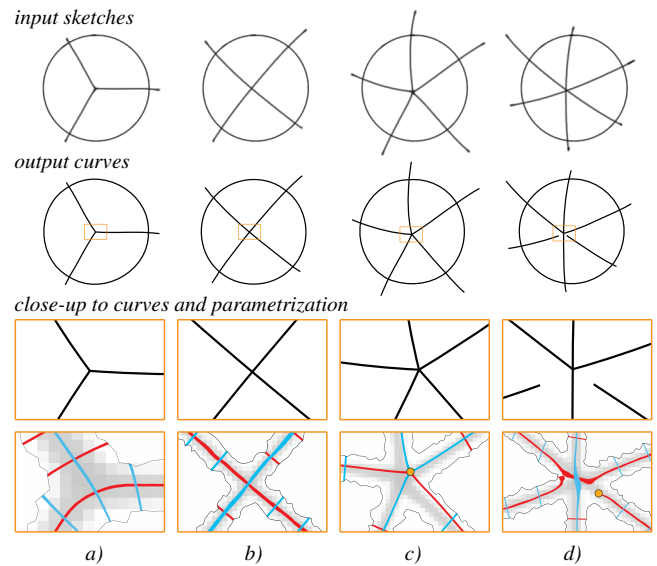 input sketches
output curves
close-up to curves and parametrization
a) b) c) d)